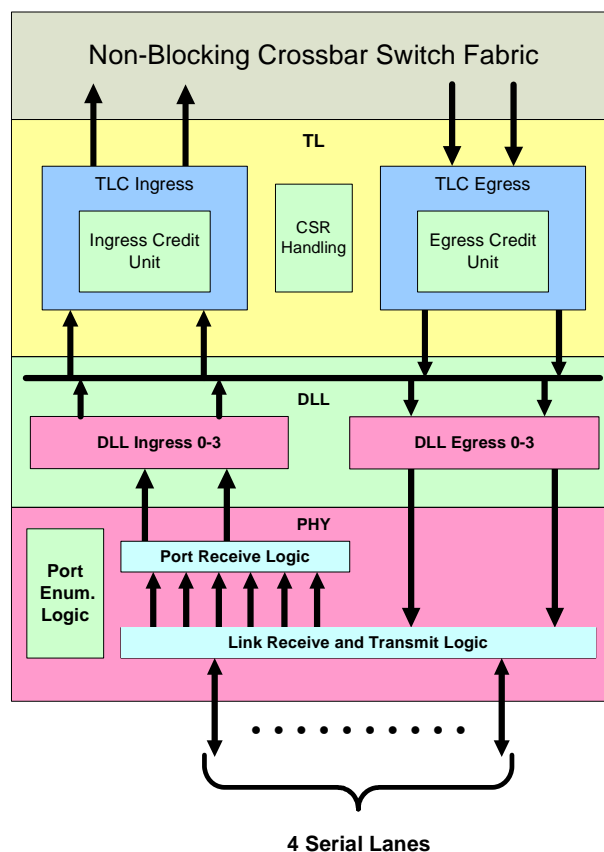 Non-Blocking Crossbar Switch Fabric
TL
TLC Ingress
Ingress Credit
Unit
CSR
Handling
TLC Egress
Egress Credit
Unit
DLL
DLL Ingress 0-3
DLL Egress 0-3
PHY
Port
Enum.
Logic
Port Receive Logic
Link Receive and Transmit Logic
4 Serial Lanes